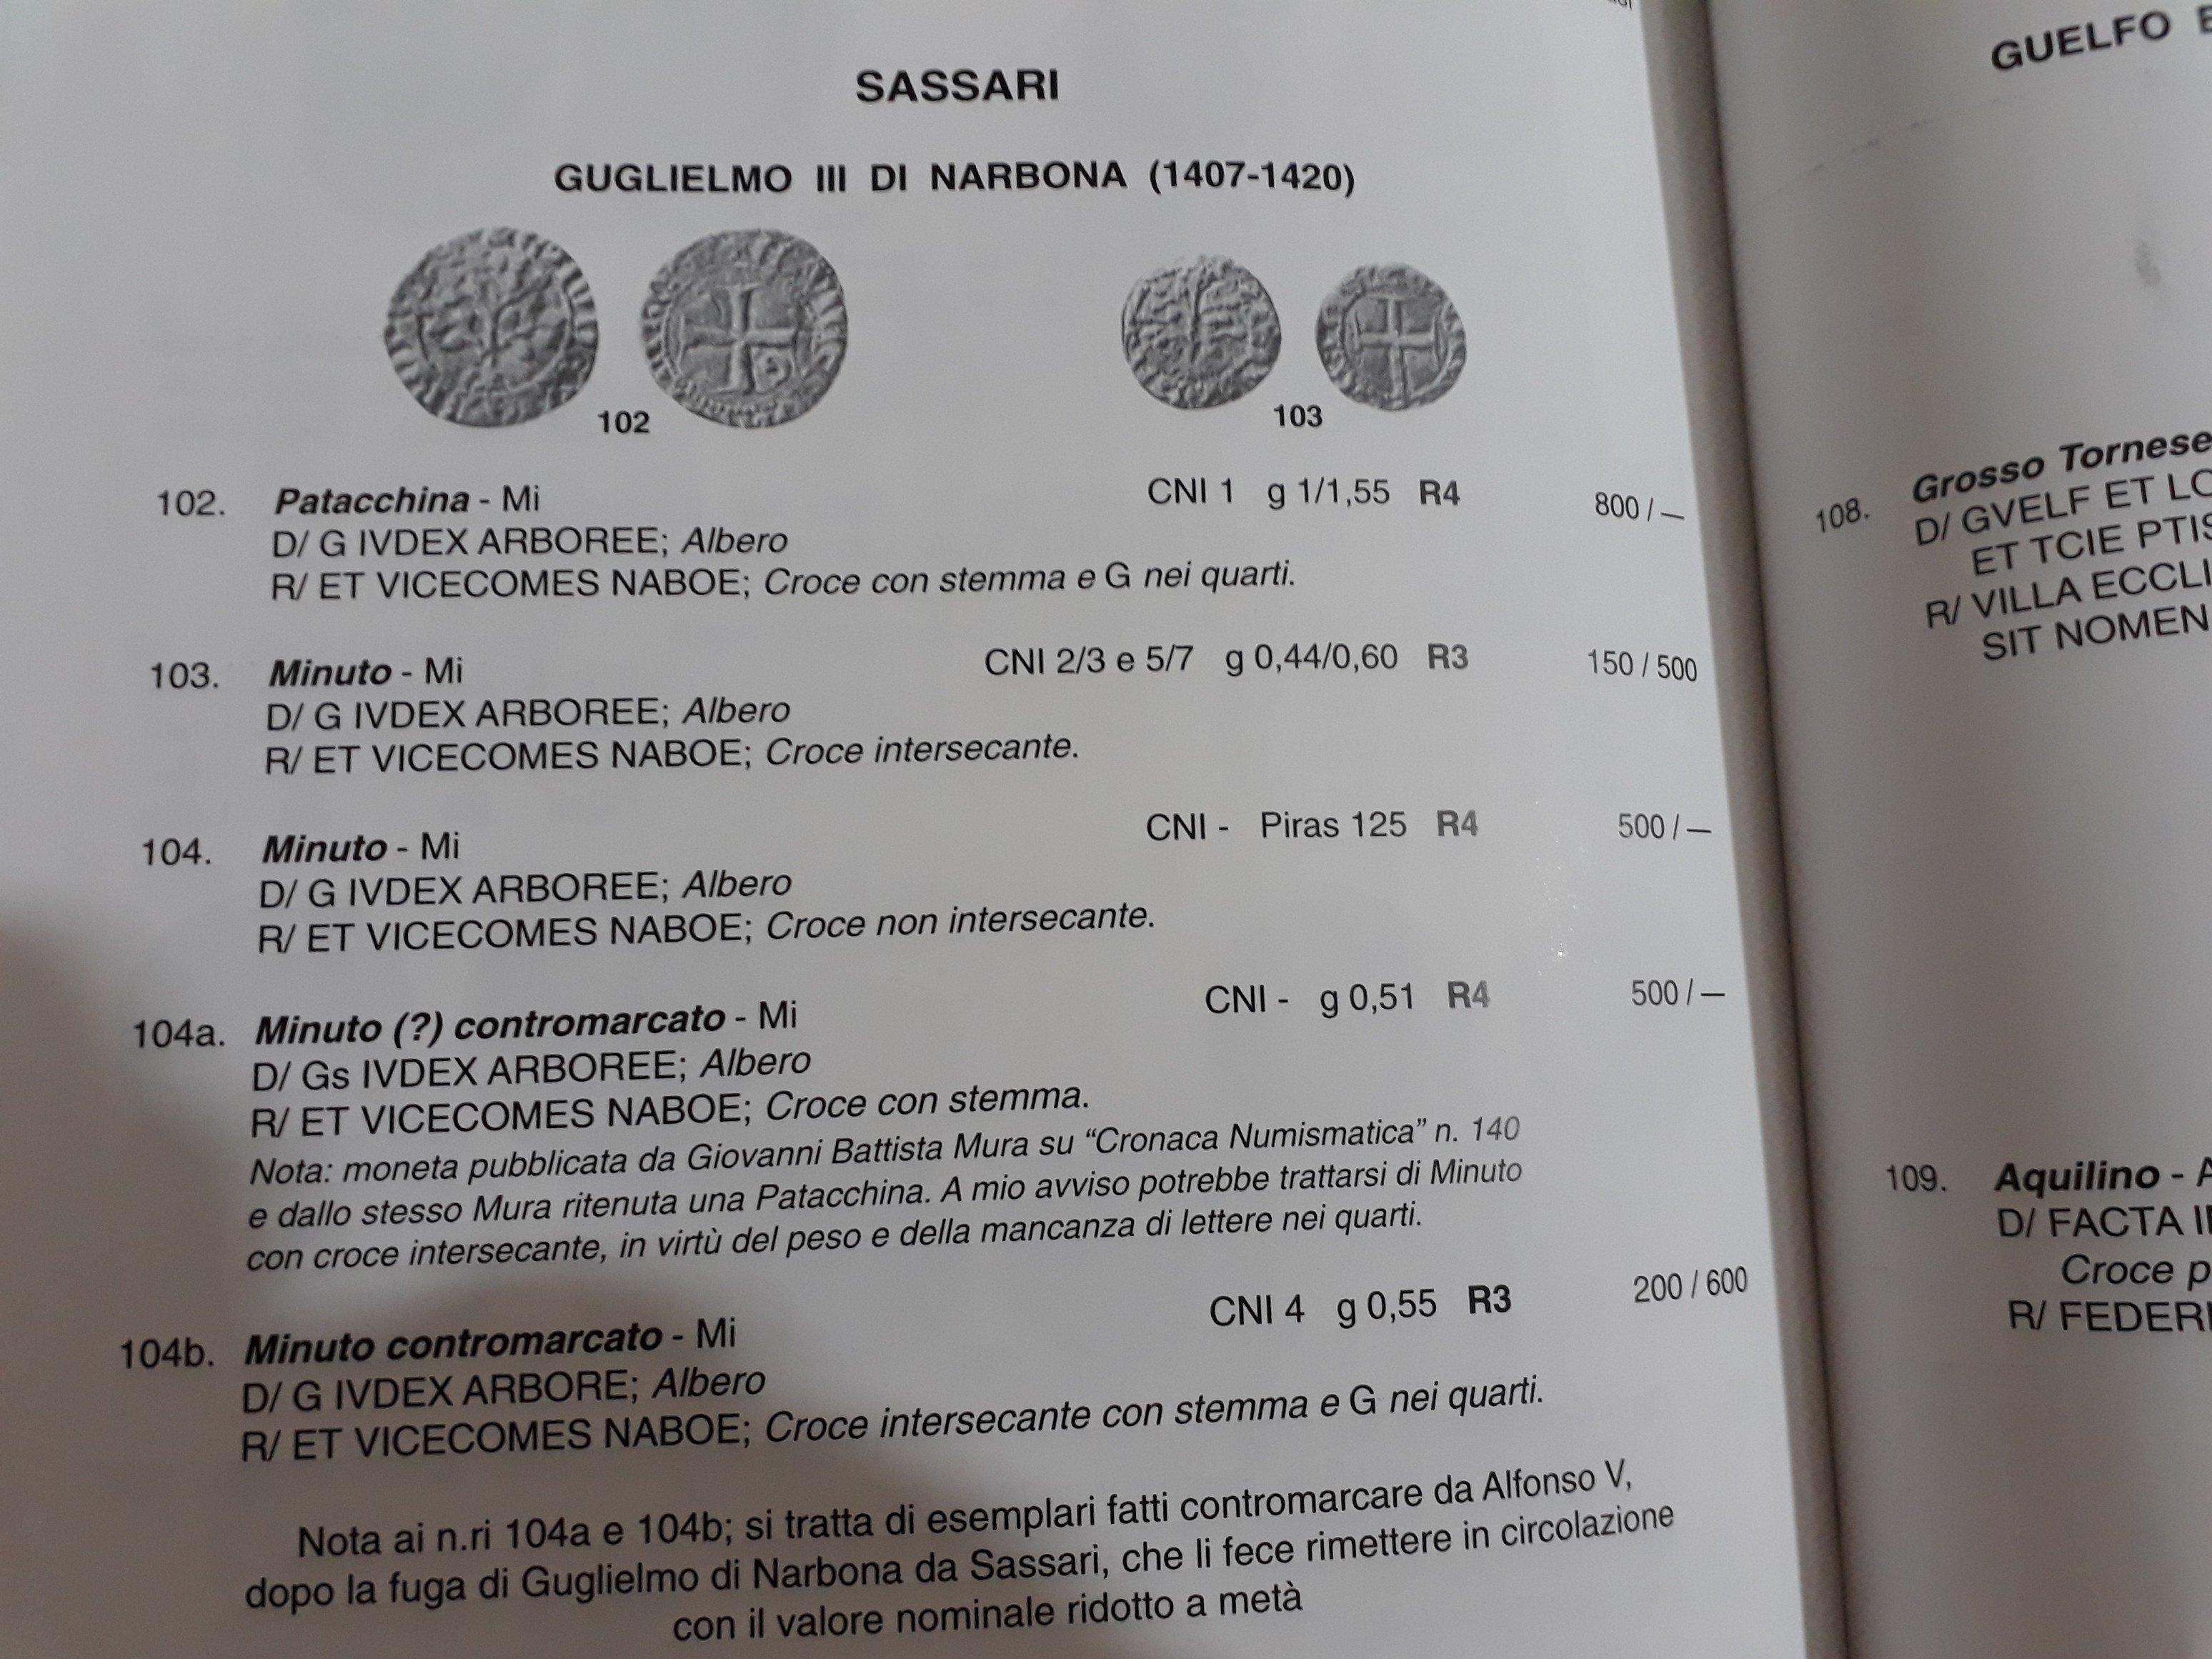 SASSARI
GUGLIELMO III DI NARBONA (1407-1420)
102
103
102. Patacchina - Mi CNI 1 g 1/1,55 R4 800 / —
D/ G IVDEX ARBOREE; Albero
R/ ET VICECOMES NABOE; Croce con stemma e G nei quarti.
103. Minuto - Mi CNI 2/3 e 5/7 g 0,44/0,60 R3 150 / 500
D/ G IVDEX ARBOREE; Albero
R/ ET VICECOMES NABOE; Croce intersecante.
104. Minuto - Mi CNI - Piras 125 R4 500 / —
D/ G IVDEX ARBOREE; Albero
R/ ET VICECOMES NABOE; Croce non intersecante.
104a. Minuto (?) contromarcato - Mi CNI - g 0,51 R4 500 / —
D/ Gs IVDEX ARBOREE; Albero
R/ ET VICECOMES NABOE; Croce con stemma.
Nota: moneta pubblicata da Giovanni Battista Mura su “Cronaca Numismatica” n. 140
e dallo stesso Mura ritenuta una Patacchina. A mio avviso potrebbe trattarsi di Minuto
con croce intersecante, in virtù del peso e della mancanza di lettere nei quarti.
104b. Minuto contromarcato - Mi CNI 4 g 0,55 R3 200 / 600
D/ G IVDEX ARBORE; Albero
R/ ET VICECOMES NABOE; Croce intersecante con stemma e G nei quarti.
Nota ai n.ri 104a e 104b; si tratta di esemplari fatti contromarcare da Alfonso V,
dopo la fuga di Guglielmo di Narbona da Sassari, che li fece rimettere in circolazione
con il valore nominale ridotto a metà
GUELFO
108. Grosso Tornese
D/ GVELF ET
ET TCIE
R/ VILLA
SIT NOMEN
109. Aquilino -
D/ FACTA
Croce
R/